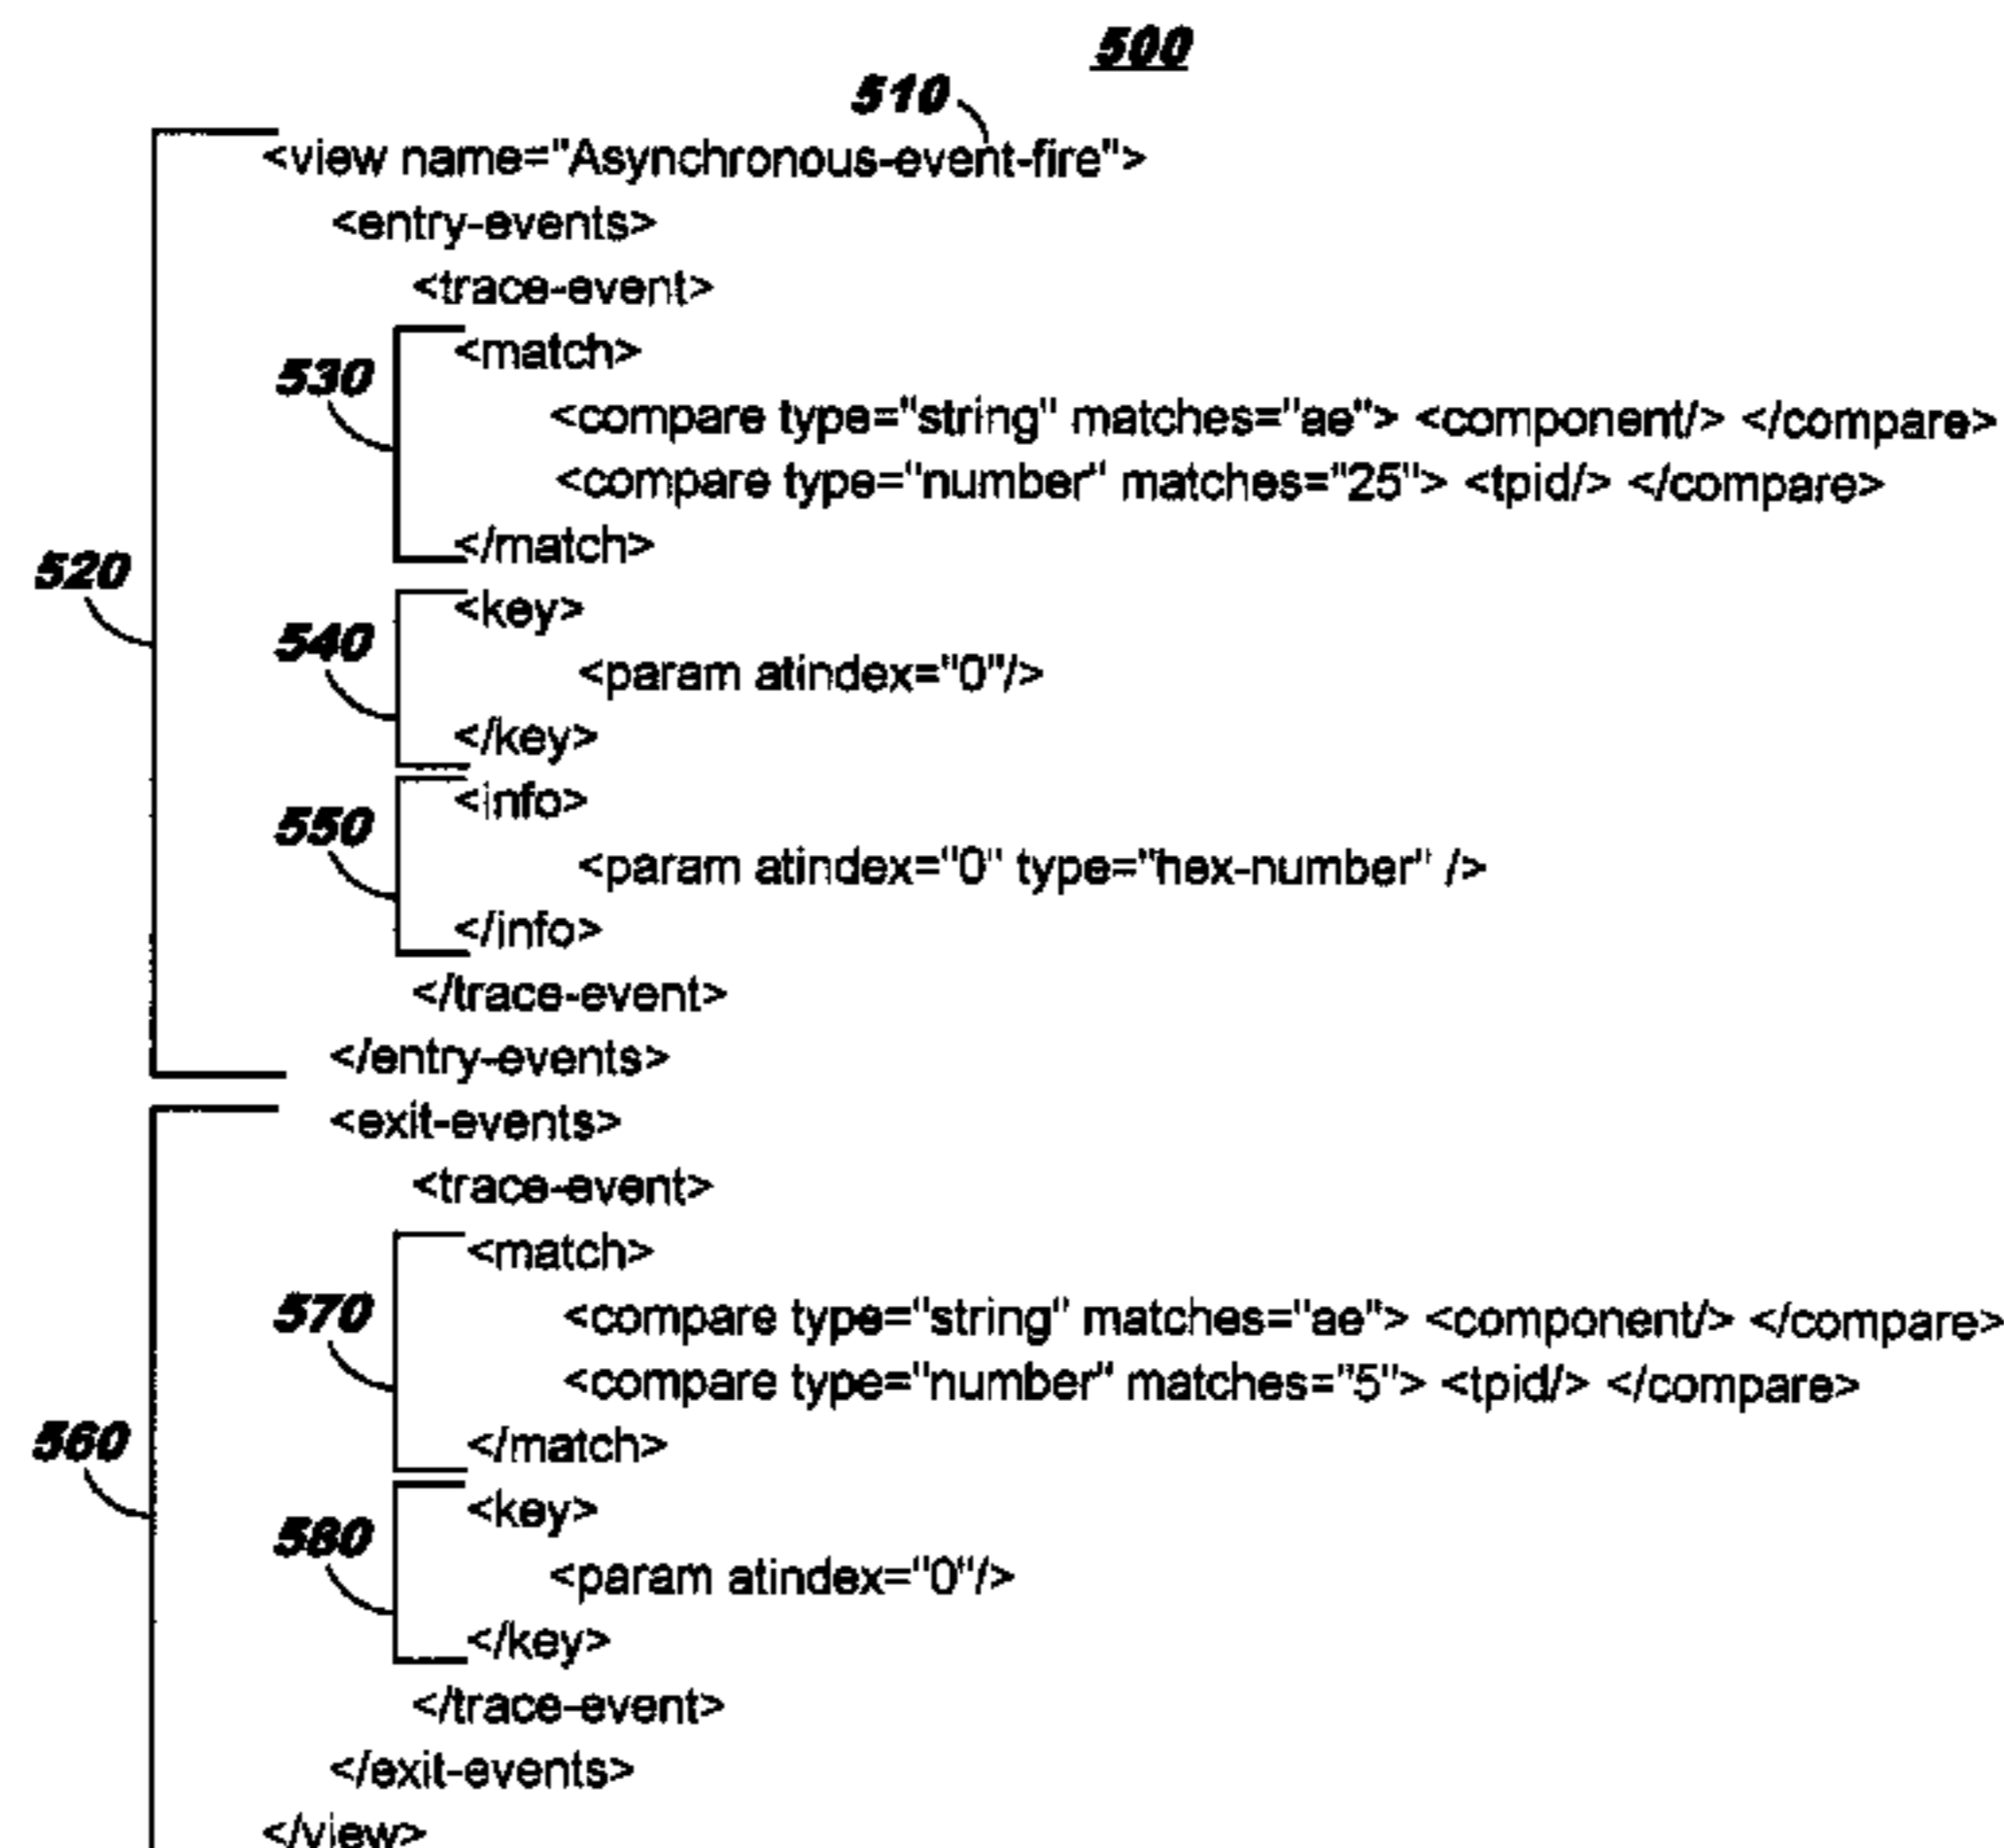 500
510
<view name="Asynchronous-event-fire">
<entry-events>
<trace-event>
<match>
530
<compare type="string" matches="ae"> <component/> </compare>
<compare type="number" matches="25"> <tpid/> </compare>
</match>
520
<key>
540
<param atindex="0"/>
</key>
<info>
550
<param atindex="0" type="hex-number" />
</info>
</trace-event>
</entry-events>
<exit-events>
<trace-event>
<match>
570
<compare type="string" matches="ae"> <component/> </compare>
<compare type="number" matches="5"> <tpid/> </compare>
560
</match>
<key>
580
<param atindex="0"/>
</key>
</trace-event>
</exit-events>
</view>